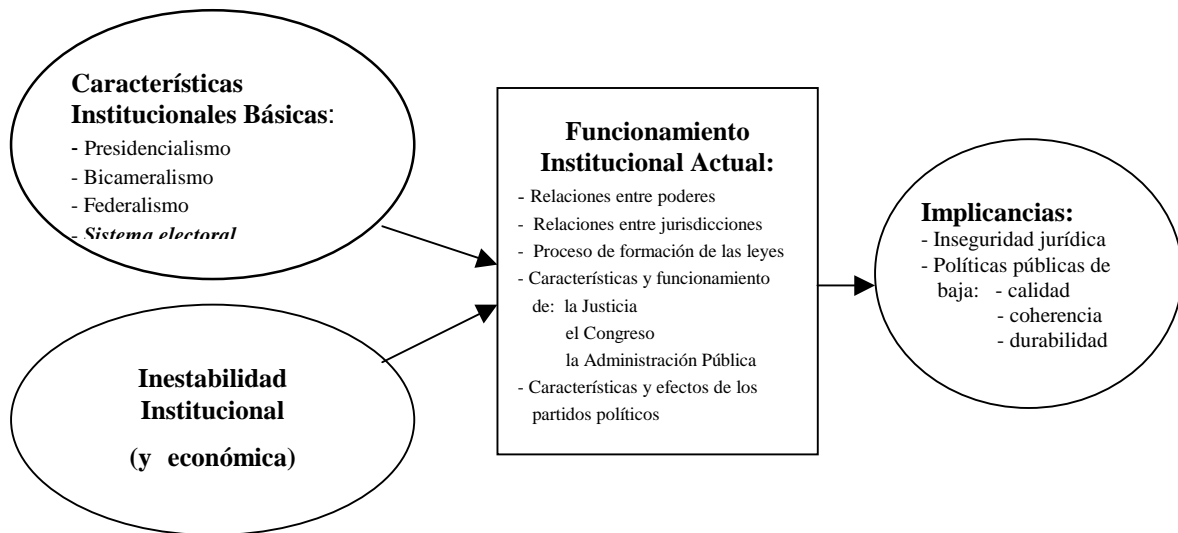 Características
Institucionales Básicas:
- Presidencialismo
- Bicameralismo
- Federalismo
- Sistema electoral
Inestabilidad
Institucional
(y económica)
Funcionamiento
Institucional Actual:
- Relaciones entre poderes
- Relaciones entre jurisdicciones
- Proceso de formación de las leyes
- Características y funcionamiento
de: la Justicia
el Congreso
la Administración Pública
- Características y efectos de los
partidos políticos
Implicancias:
- Inseguridad jurídica
- Políticas públicas de
baja: - calidad
- coherencia
- durabilidad